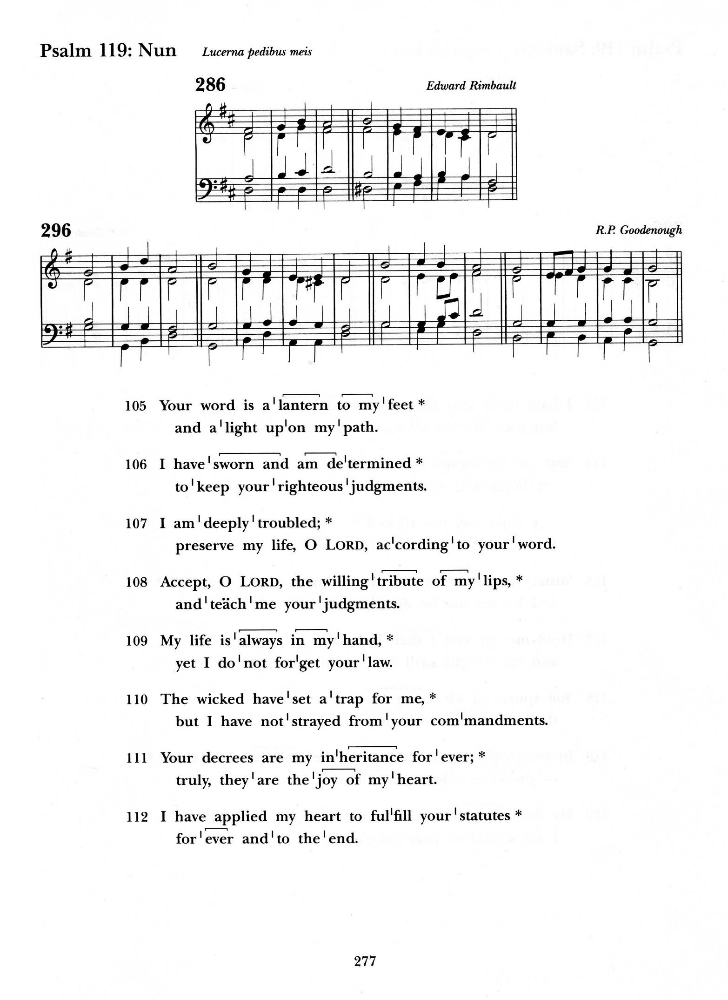 Psalm 119: Nun Lucerna pedibus meis
286 Edward Rimbault
296 R.P. Goodenough
105 Your word is a'lantern to my'feet *
and a'light up'on my'path.
106 I have'sworn and am de'termined *
to'keep your'righteous'judgments.
107 I am'deeply'troubled; *
preserve my life, O LORD, ac'cording'to your'word.
108 Accept, O LORD, the willing'tribute of my'lips, *
and'teäch'me your'judgments.
109 My life is'always in my'hand, *
yet I do'not for'get your'law.
110 The wicked have'set a'trap for me, *
but I have not'strayed from'your com'mandments.
111 Your decrees are my in'heritance for'ever; *
truly, they'are the'joy of my'heart.
112 I have applied my heart to ful'fill your'statutes *
for'ever and'to the'end.
277